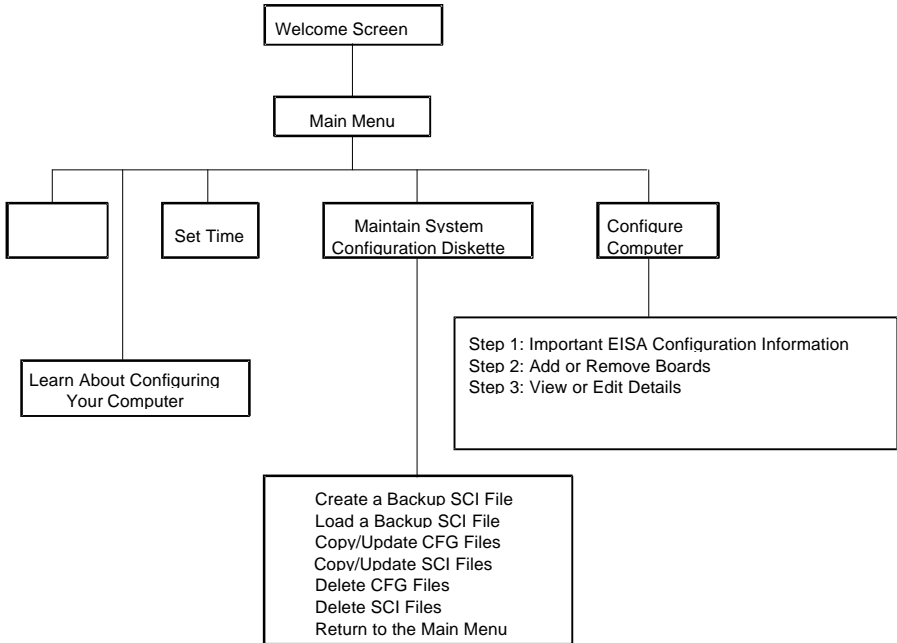 Welcome Screen
Main Menu
Set Time
Maintain System
Configuration Diskette
Configure
Computer
Learn About Configuring
Your Computer
Step 1: Important EISA Configuration Information
Step 2: Add or Remove Boards
Step 3: View or Edit Details
Create a Backup SCI File
Load a Backup SCI File
Copy/Update CFG Files
Copy/Update SCI Files
Delete CFG Files
Delete SCI Files
Return to the Main Menu